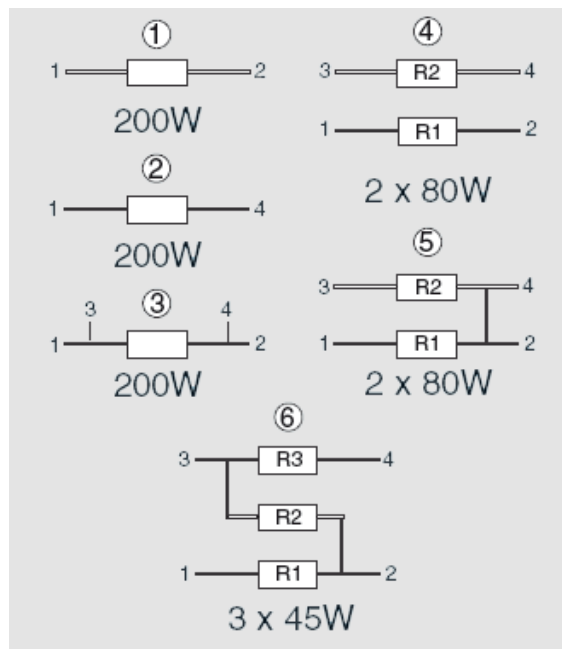 ①
1 2
200W
②
1 4
200W
③
3 4
1 2
200W
④
3 R2 4
1 R1 2
2 x 80W
⑤
3 R2 4
1 R1 2
2 x 80W
⑥
3 R3 4
R2
1 R1 2
3 x 45W